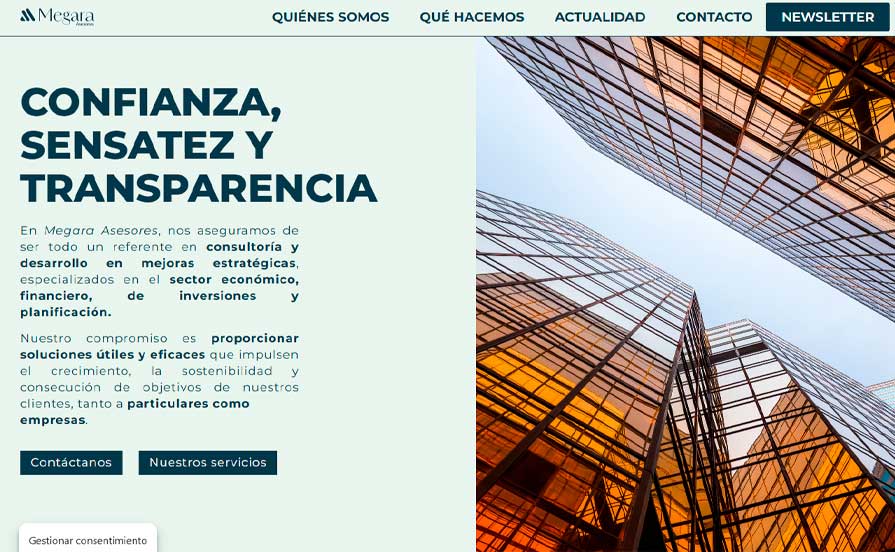 Megara
QUIÉNES SOMOS
QUÉ HACEMOS
ACTUALIDAD
CONTACTO
NEWSLETTER
CONFIANZA,
SENSATEZ Y
TRANSPARENCIA
En Megara Asesores, nos aseguramos de
ser todo un referente en consultoría y
desarrollo en mejoras estratégicas,
especializados en el sector económico,
financiero, de inversiones y
planificación.
Nuestro compromiso es proporcionar
soluciones útiles y eficaces que impulsen
el crecimiento, la sostenibilidad y
consecución de objetivos de nuestros
clientes, tanto a particulares como
empresas.
Contáctanos
Nuestros servicios
Gestionar consentimiento